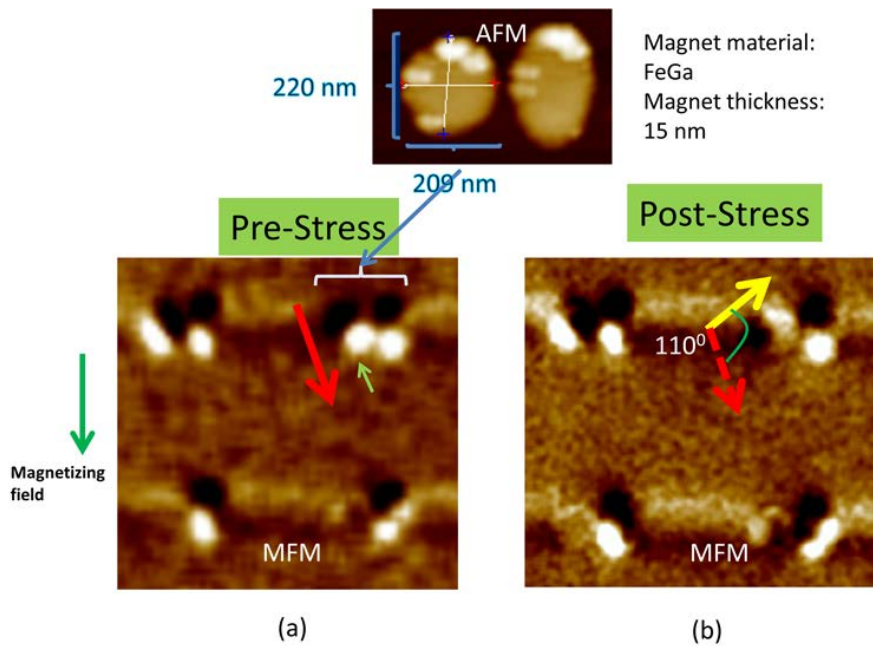 AFM
220 nm
209 nm
Magnet material:
FeGa
Magnet thickness:
15 nm
Pre-Stress
Post-Stress
110⁰
Magnetizing
field
MFM
MFM
(a)
(b)